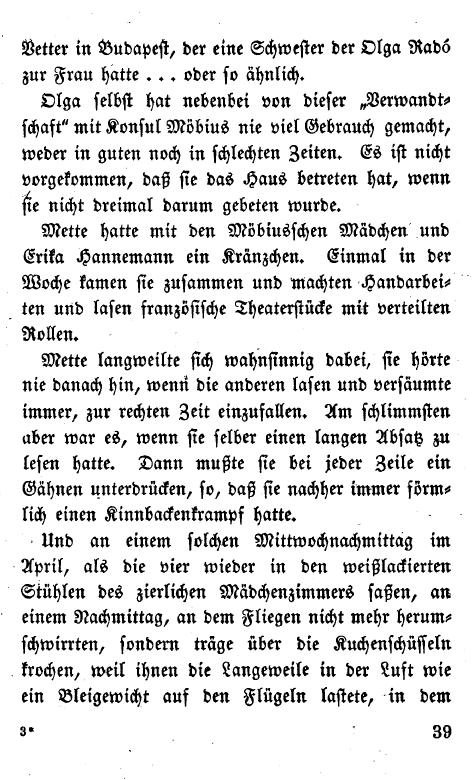 Vetter in Budapest, der eine Schwester der Olga Radó
zur Frau hatte . . . oder so ähnlich.
Olga selbst hat nebenbei von dieser „Verwandt-
schaft“ mit Konsul Möbius nie viel Gebrauch gemacht,
weder in guten noch in schlechten Zeiten. Es ist nicht
vorgekommen, daß sie das Haus betreten hat, wenn
sie nicht dreimal darum gebeten wurde.
Mette hatte mit den Möbiusschen Mädchen und
Erika Hannemann ein Kränzchen. Einmal in der
Woche kamen sie zusammen und machten Handarbei-
ten und lasen französische Theaterstücke mit verteilten
Rollen.
Mette langweilte sich wahnsinnig dabei, sie hörte
nie danach hin, wenn die anderen lasen und versäumte
immer, zur rechten Zeit einzufallen. Am schlimmsten
aber war es, wenn sie selber einen langen Absatz zu
lesen hatte. Dann mußte sie bei jeder Zeile ein
Gähnen unterdrücken, so, daß sie nachher immer förm-
lich einen Kinnbackenkrampf hatte.
Und an einem solchen Mittwochnachmittag im
April, als die vier wieder in den weißlackierten
Stühlen des zierlichen Mädchenzimmers saßen, an
einem Nachmittag, an dem Fliegen nicht mehr herum-
schwirrten, sondern träge über die Kuchenschüsseln
krochen, weil ihnen die Langeweile in der Luft wie
ein Bleigewicht auf den Flügeln lastete, in dem
3* 39